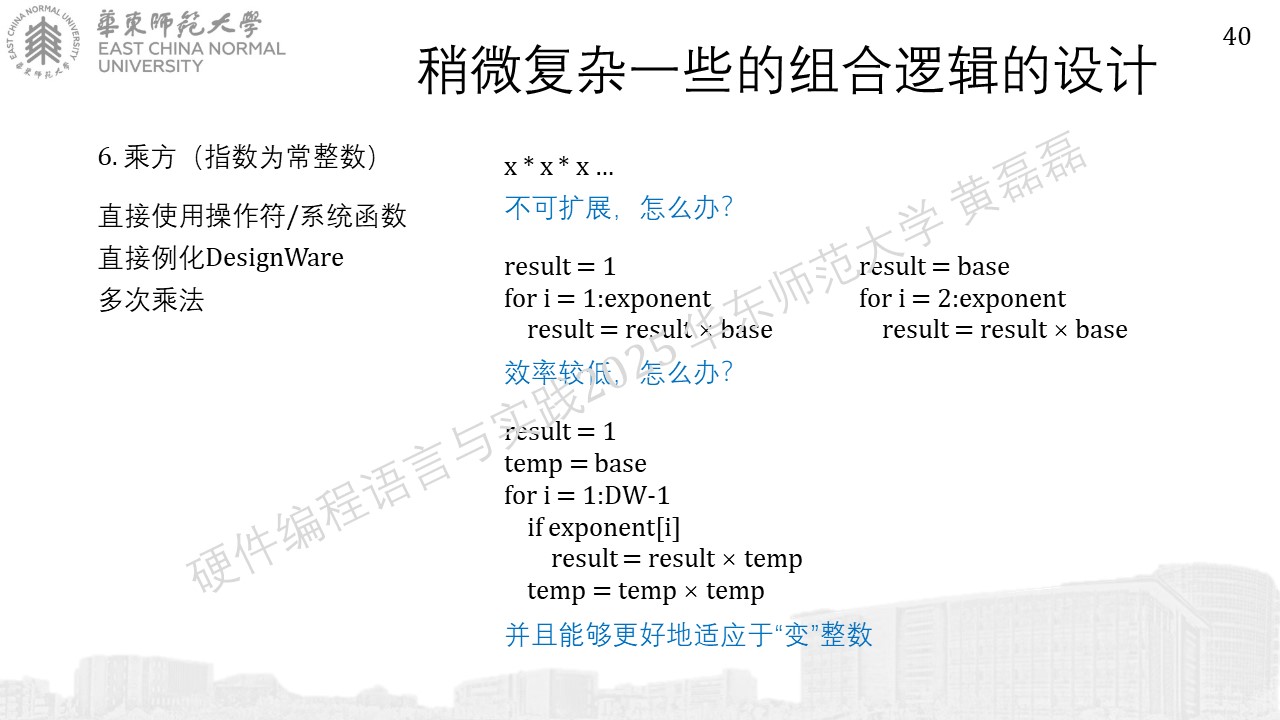 EAST CHINA NORMAL UNIVERSITY
華東師範大學
華東師範大學
EAST CHINA NORMAL
UNIVERSITY
40
稍微复杂一些的组合逻辑的设计
6. 乘方（指数为常整数）
直接使用操作符/系统函数
直接例化DesignWare
多次乘法
x * x * x …
不可扩展，怎么办？
result = 1
for i = 1:exponent
result = result × base
result = base
for i = 2:exponent
result = result × base
效率较低，怎么办？
result = 1
temp = base
for i = 1:DW-1
if exponent[i]
result = result × temp
temp = temp × temp
并且能够更好地适应于“变”整数
硬件编程语言与实践2025 华东师范大学 黄磊磊